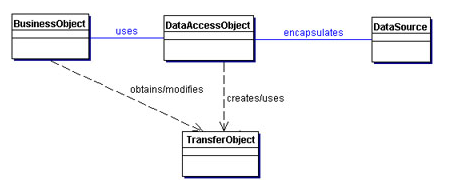 BusinessObject
uses
DataAccessObject
encapsulates
DataSource
obtains/modifies
creates/uses
TransferObject